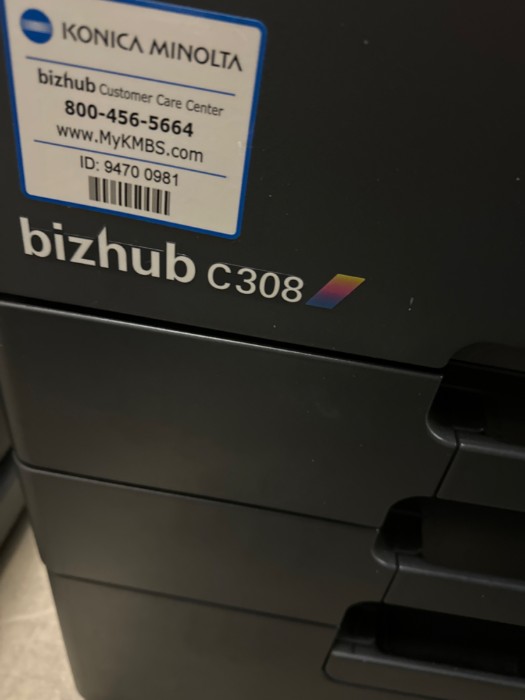 KONICA MINOLTA
bizhub Customer Care Center
800-456-5664
www.MyKMBS.com
ID: 9470 0981
bizhub C308